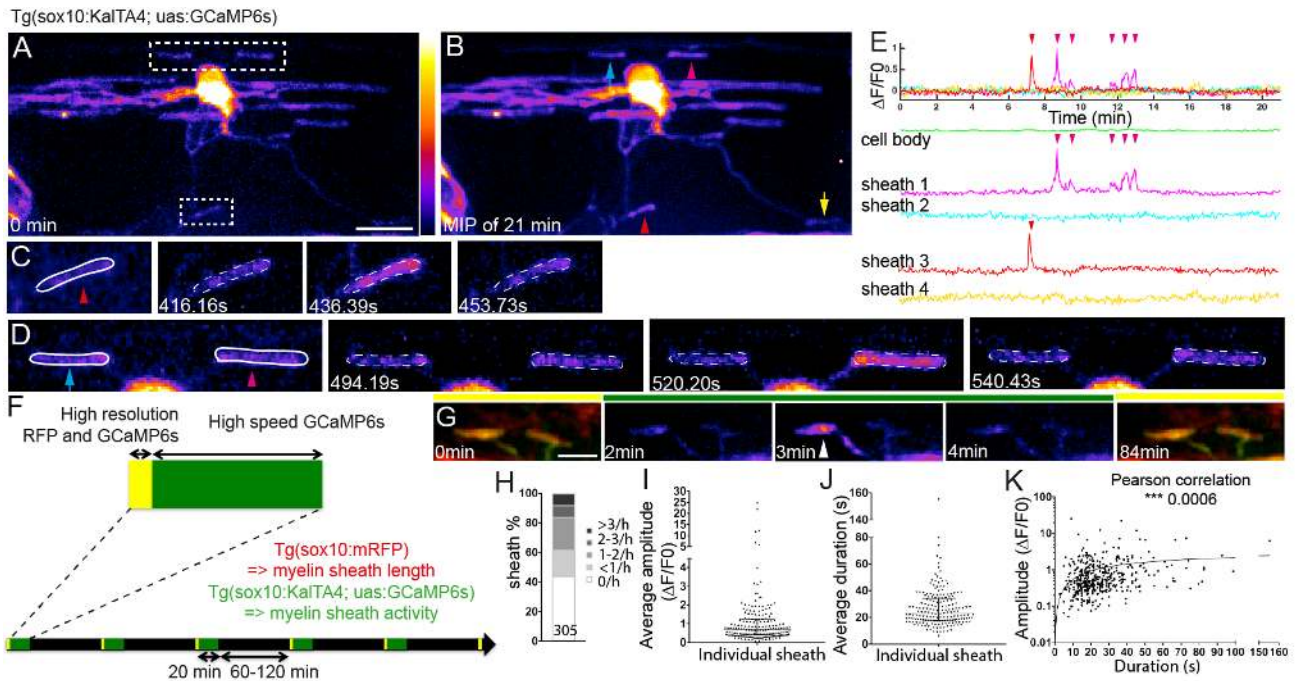 Tg(sox10:KalTA4; uas:GCaMP6s)
A
0 min
B
MIP of 21 min
C
416.16s
436.39s
453.73s
D
494.19s
520.20s
540.43s
E
ΔF/F0
1
0.5
0
0 2 4 6 8 10 12 14 16 18 20
Time (min)
cell body
sheath 1
sheath 2
sheath 3
sheath 4
F
High resolution
RFP and GCaMP6s
High speed GCaMP6s
Tg(sox10:mRFP)
=> myelin sheath length
Tg(sox10:KalTA4; uas:GCaMP6s)
=> myelin sheath activity
20 min
60-120 min
G
0min
2min
3min
4min
84min
H
sheath %
100
80
60
40
20
0
305
>3/h
2-3/h
1-2/h
<1/h
0/h
I
Average amplitude
(ΔF/F0)
30
25
20
15
10
5
4
3
2
1
0
Individual sheath
J
Average duration (s)
160
140
120
100
80
60
40
20
0
Individual sheath
K
Pearson correlation
*** 0.0006
Amplitude (ΔF/F0)
100
10
1
0.1
0.01
0 10 20 30 40 50 60 70 80 90 100 150 160
Duration (s)